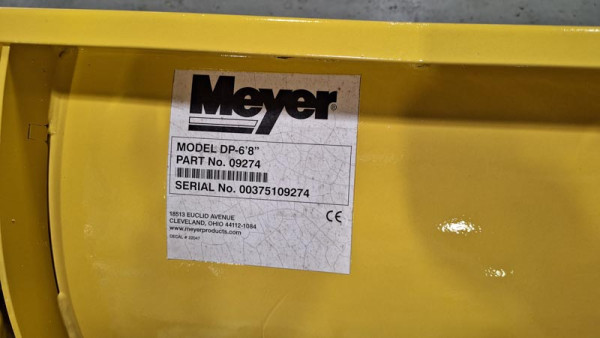 Meyer®
MODEL DP-6'8"
PART No. 09274
SERIAL No. 00375109274
18513 EUCLID AVENUE
CLEVELAND, OHIO 44112-1084
www.meyerproducts.com
CE